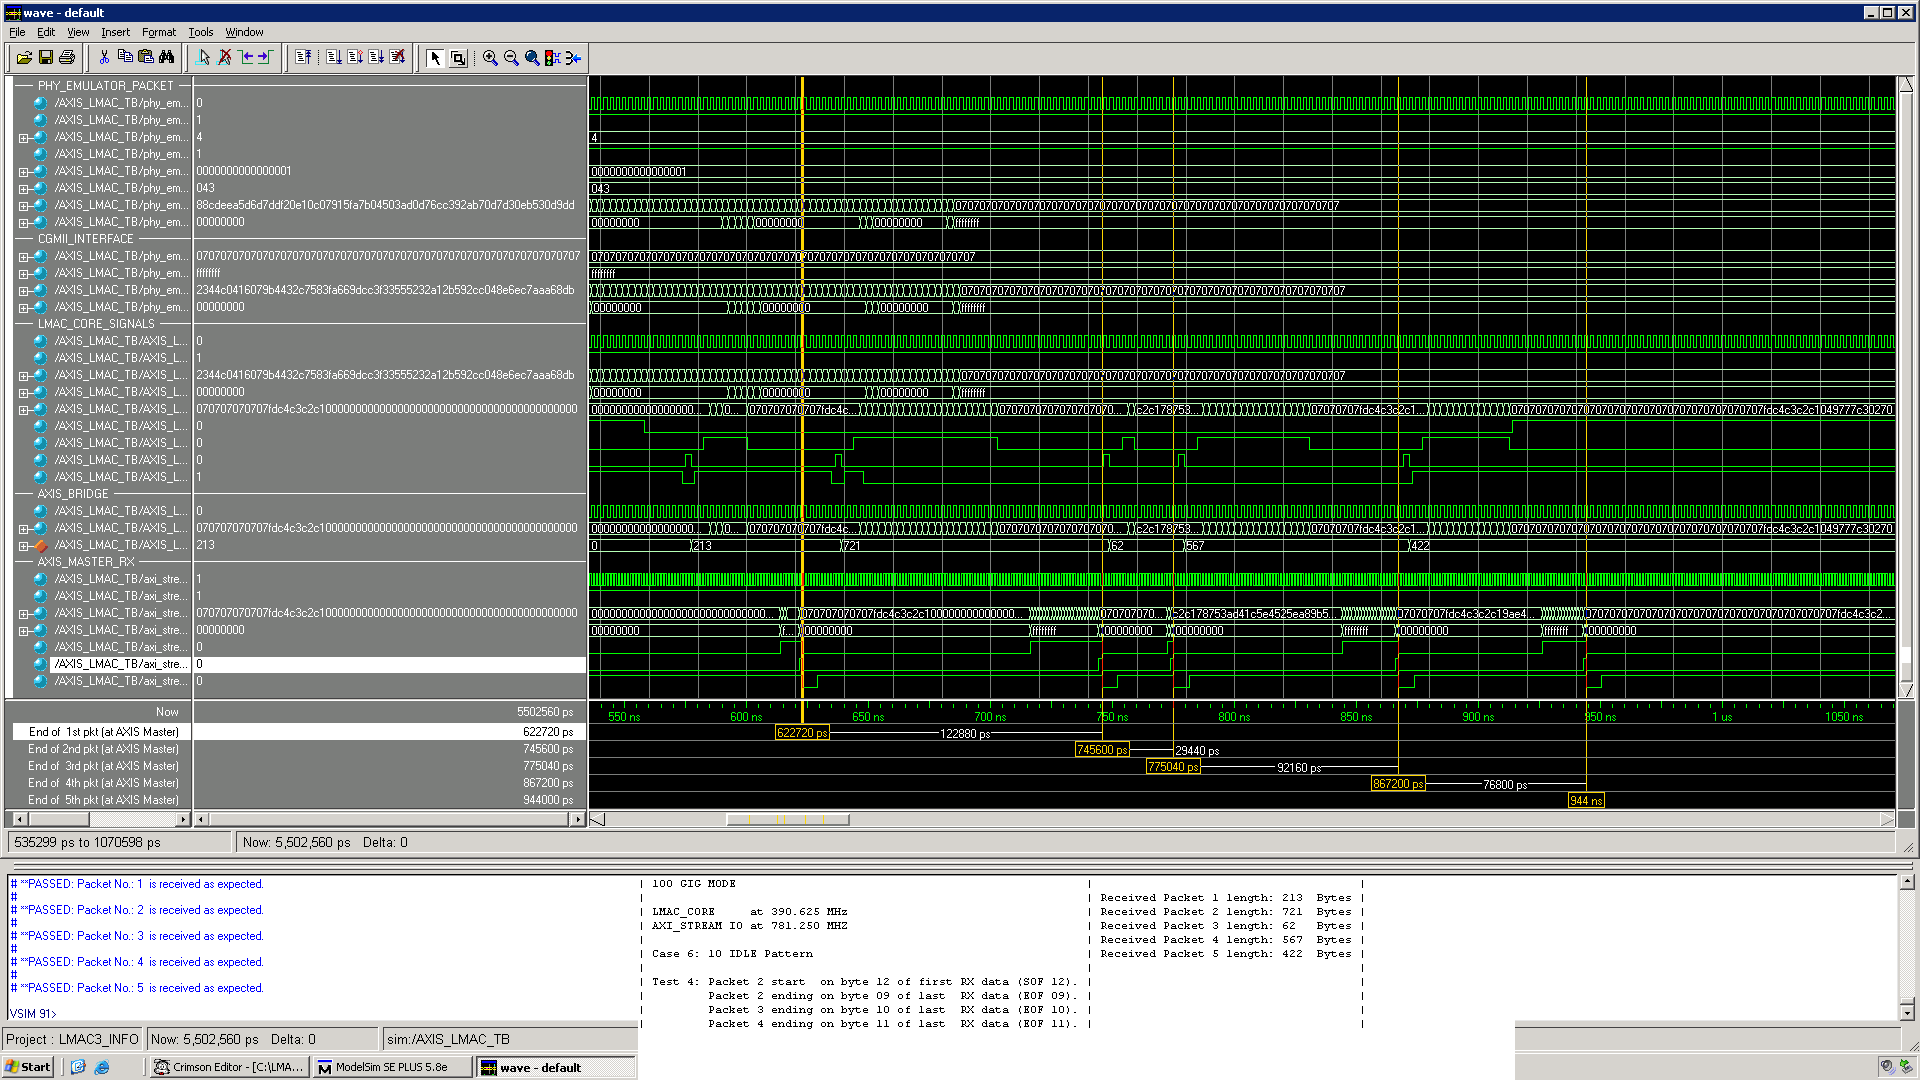 wave - default
File Edit View Insert Format Tools Window
PHY_EMULATOR_PACKET
/AXIS_LMAC_TB/phy_em... 0
/AXIS_LMAC_TB/phy_em... 1
/AXIS_LMAC_TB/phy_em... 4 4
/AXIS_LMAC_TB/phy_em... 1
/AXIS_LMAC_TB/phy_em... 0000000000000001 0000000000000001
/AXIS_LMAC_TB/phy_em... 043 043
/AXIS_LMAC_TB/phy_em... 88cdeea5d6d7ddf20e10c07915fa7b04503ad0d76cc392ab70d7d30eb530d9dd
/AXIS_LMAC_TB/phy_em... 00000000 00000000 00000000 00000000 ffffffff
CGMII_INTERFACE
/AXIS_LMAC_TB/phy_em... 0707070707070707070707070707070707070707070707070707070707070707
/AXIS_LMAC_TB/phy_em... ffffffff ffffffff
/AXIS_LMAC_TB/phy_em... 2344c0416079b4432c7583fa669dcc3f33555232a12b592cc048e6ec7aaa68db
/AXIS_LMAC_TB/phy_em... 00000000 00000000 00000000 00000000 ffffffff
LMAC_CORE_SIGNALS
/AXIS_LMAC_TB/AXIS_L... 0
/AXIS_LMAC_TB/AXIS_L... 1
/AXIS_LMAC_TB/AXIS_L... 2344c0416079b4432c7583fa669dcc3f33555232a12b592cc048e6ec7aaa68db
/AXIS_LMAC_TB/AXIS_L... 00000000 00000000 00000000 00000000 ffffffff
/AXIS_LMAC_TB/AXIS_L... 070707070707fdc4c3c2c1000000000000000000000000000000000000000000 0000000000000000... 0... 070707070707fdc4c... 0707070707070707070... c2c178753... 07070707fdc4c3c2c1...
/AXIS_LMAC_TB/AXIS_L... 0
/AXIS_LMAC_TB/AXIS_L... 0
/AXIS_LMAC_TB/AXIS_L... 0
/AXIS_LMAC_TB/AXIS_L... 1
AXIS_BRIDGE
/AXIS_LMAC_TB/AXIS_L... 0
/AXIS_LMAC_TB/AXIS_L... 070707070707fdc4c3c2c1000000000000000000000000000000000000000000 0000000000000000... 0... 070707070707fdc4c... 0707070707070707070... c2c178753... 07070707fdc4c3c2c1...
/AXIS_LMAC_TB/AXIS_L... 213 0 213 721 62 567 422
AXIS_MASTER_RX
/AXIS_LMAC_TB/axi_stre... 1
/AXIS_LMAC_TB/axi_stre... 1
/AXIS_LMAC_TB/axi_stre... 070707070707fdc4c3c2c1000000000000000000000000000000000000000000 070707070707fdc4c3c2c100000000000000... 070707070... c2c178753ad41c5e4525ea89b5... 07070707fdc4c3c2c19ae4...
/AXIS_LMAC_TB/axi_stre... 00000000 00000000 f... 00000000 ffffffff 00000000 00000000 ffffffff 00000000 ffffffff 00000000
/AXIS_LMAC_TB/axi_stre... 0
/AXIS_LMAC_TB/axi_stre... 0
/AXIS_LMAC_TB/axi_stre... 0
Now 5502560 ps 550 ns 600 ns 650 ns 700 ns 750 ns 800 ns 850 ns 900 ns 950 ns 1 us 1050 ns
End of 1st pkt (at AXIS Master) 622720 ps 622720 ps 122880 ps
End of 2nd pkt (at AXIS Master) 745600 ps 745600 ps 29440 ps
End of 3rd pkt (at AXIS Master) 775040 ps 775040 ps 92160 ps
End of 4th pkt (at AXIS Master) 867200 ps 867200 ps 76800 ps
End of 5th pkt (at AXIS Master) 944000 ps 944 ns
535299 ps to 1070598 ps Now: 5,502,560 ps Delta: 0
# **PASSED: Packet No.: 1 is received as expected.
#
# **PASSED: Packet No.: 2 is received as expected.
#
# **PASSED: Packet No.: 3 is received as expected.
#
# **PASSED: Packet No.: 4 is received as expected.
#
# **PASSED: Packet No.: 5 is received as expected.
VSIM 91>
| 100 GIG MODE |
| LMAC_CORE at 390.625 MHz
| AXI_STREAM IO at 781.250 MHZ
| Case 6: 10 IDLE Pattern
| Test 4: Packet 2 start on byte 12 of first RX data (SOF 12). |
| Packet 2 ending on byte 09 of last RX data (EOF 09). |
| Packet 3 ending on byte 10 of last RX data (EOF 10). |
| Packet 4 ending on byte 11 of last RX data (EOF 11). |
| Received Packet 1 length: 213 Bytes |
| Received Packet 2 length: 721 Bytes |
| Received Packet 3 length: 62 Bytes |
| Received Packet 4 length: 567 Bytes |
| Received Packet 5 length: 422 Bytes |
Project : LMAC3_INFO Now: 5,502,560 ps Delta: 0 sim:/AXIS_LMAC_TB
Start Crimson Editor - [C:\LMA... ModelSim SE PLUS 5.8e wave - default